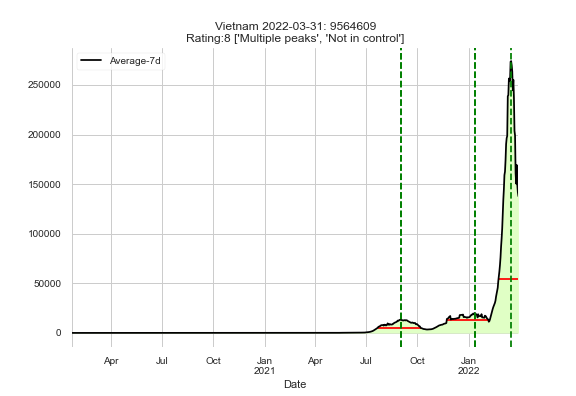 Vietnam 2022-03-31: 9564609
Rating:8 ['Multiple peaks', 'Not in control']
Average-7d
250000
200000
150000
100000
50000
0
Apr Jul Oct Jan Apr Jul Oct Jan
2021 2022
Date